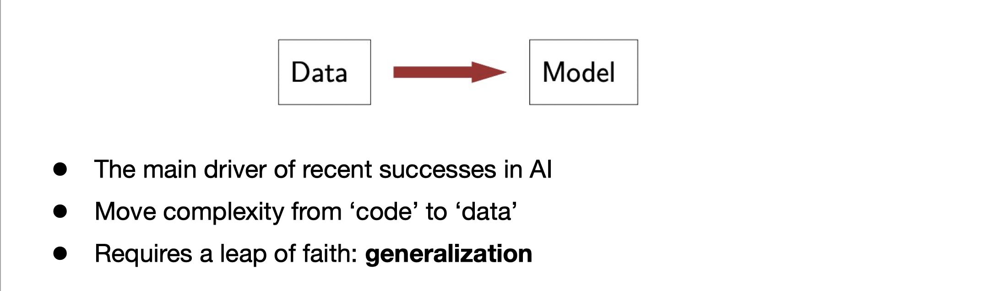 Data
Model
● The main driver of recent successes in AI
● Move complexity from ‘code’ to ‘data’
● Requires a leap of faith: generalization